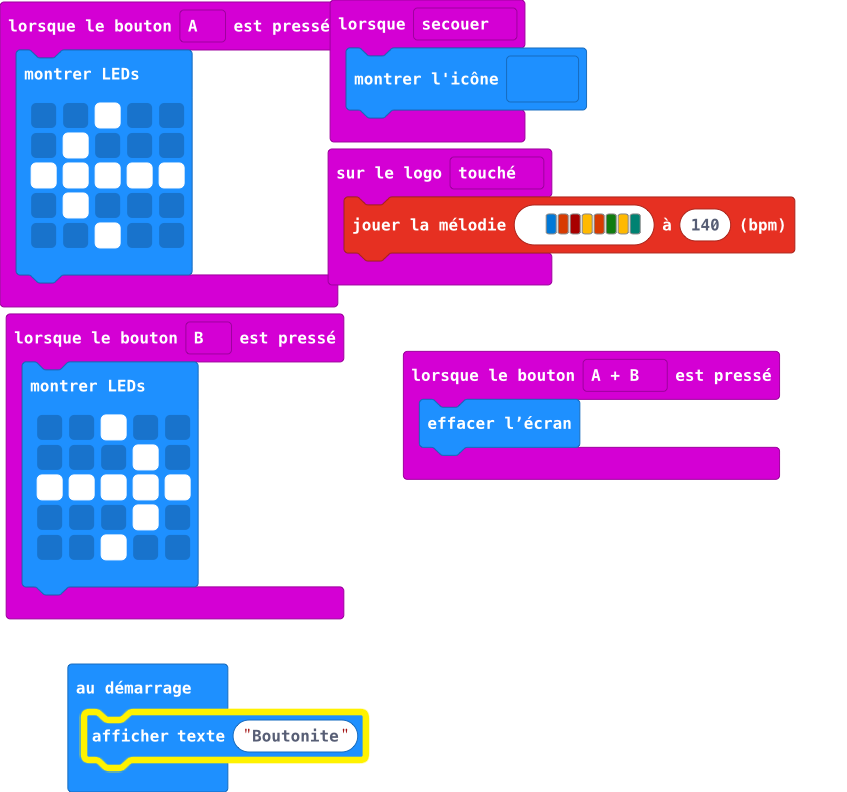 lorsque le bouton A est pressé
montrer LEDs
lorsque secouer
montrer l'icône
sur le logo touché
jouer la mélodie à 140 (bpm)
lorsque le bouton B est pressé
montrer LEDs
lorsque le bouton A + B est pressé
effacer l’écran
au démarrage
afficher texte "Boutonite"